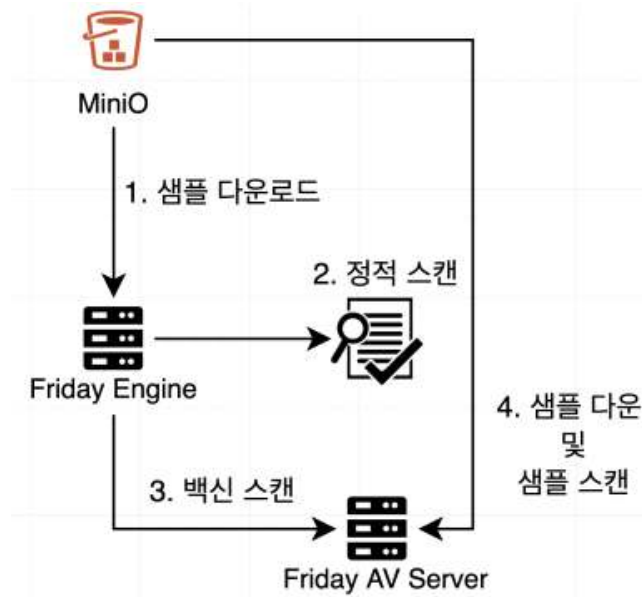 MiniO
1. 샘플 다운로드
2. 정적 스캔
Friday Engine
3. 백신 스캔
4. 샘플 다운
및
샘플 스캔
Friday AV Server